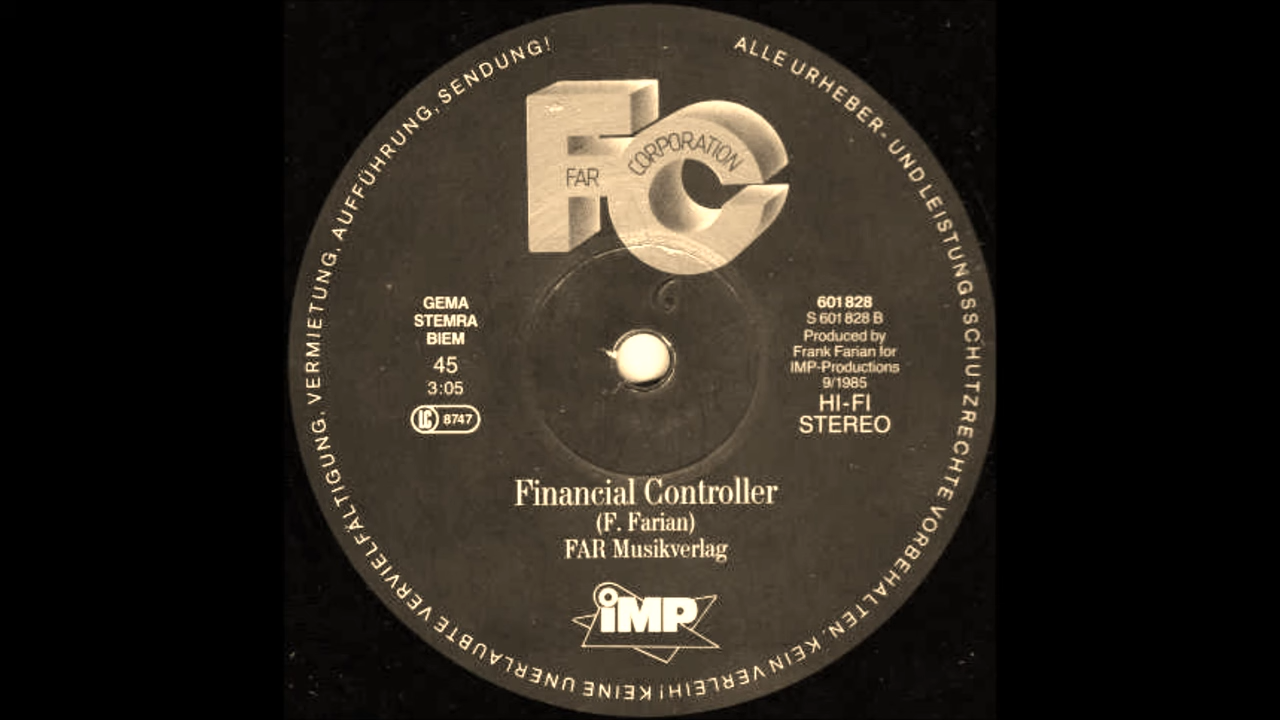 ALLE URHEBER- UND LEISTUNGSSCHUTZRECHTE VORBEHALTEN. KEIN VERLEIH! KEINE UNERLAUBTE VERVIELFÄLTIGUNG, VERMIETUNG, AUFFÜHRUNG, SENDUNG!
FC
FAR CORPORATION
GEMA
STEMRA
BIEM
45
3:05
LC 8747
601 828
S 601 828 B
Produced by
Frank Farian for
IMP-Productions
9/1985
HI-FI
STEREO
Financial Controller
(F. Farian)
FAR Musikverlag
iMP